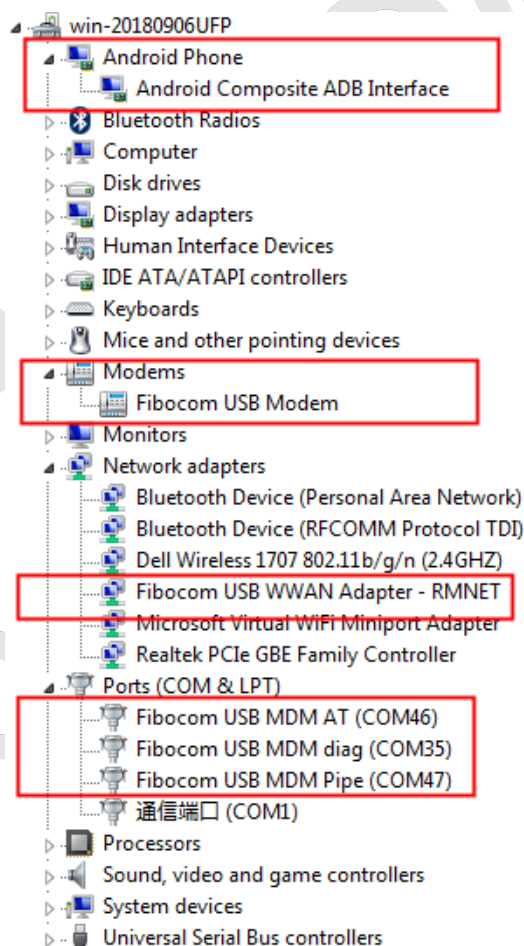 win-20180906UFP
Android Phone
Android Composite ADB Interface
Bluetooth Radios
Computer
Disk drives
Display adapters
Human Interface Devices
IDE ATA/ATAPI controllers
Keyboards
Mice and other pointing devices
Modems
Fibocom USB Modem
Monitors
Network adapters
Bluetooth Device (Personal Area Network)
Bluetooth Device (RFCOMM Protocol TDI)
Dell Wireless 1707 802.11b/g/n (2.4GHZ)
Fibocom USB WWAN Adapter - RMNET
Microsoft Virtual WiFi Miniport Adapter
Realtek PCIe GBE Family Controller
Ports (COM & LPT)
Fibocom USB MDM AT (COM46)
Fibocom USB MDM diag (COM35)
Fibocom USB MDM Pipe (COM47)
通信端口 (COM1)
Processors
Sound, video and game controllers
System devices
Universal Serial Bus controllers